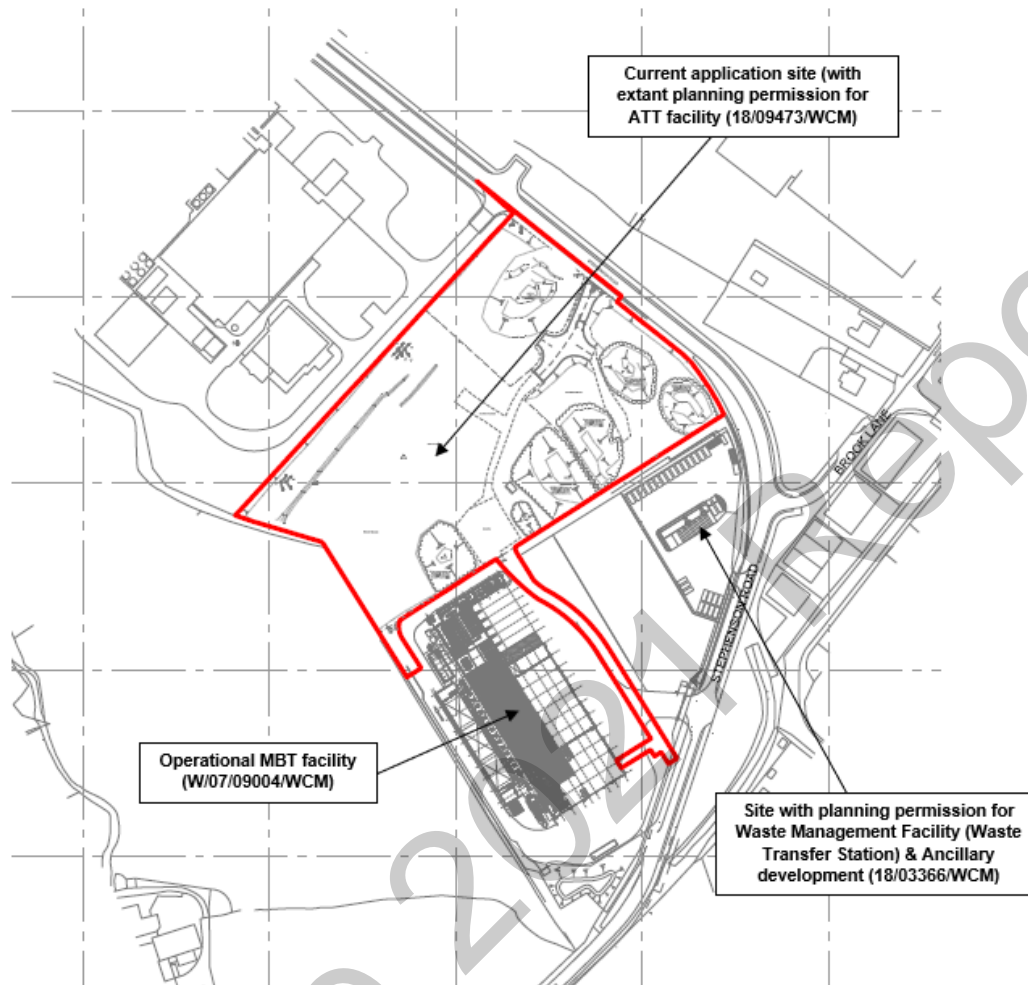 Current application site (with
extant planning permission for
ATT facility (18/09473/WCM)
BROOK LANE
STEPHENSON ROAD
Operational MBT facility
(W/07/09004/WCM)
Site with planning permission for
Waste Management Facility (Waste
Transfer Station) & Ancillary
development (18/03366/WCM)
2021 Repo